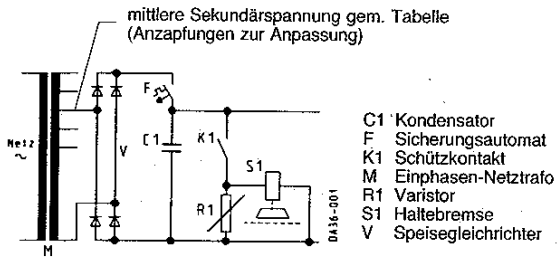 mittlere Sekundärspannung gem. Tabelle
(Anzapfungen zur Anpassung)
F
Netz
~
C1
K1
V
S1
R1
M
DA36-001
C1 Kondensator
F Sicherungsautomat
K1 Schützkontakt
M Einphasen-Netztrafo
R1 Varistor
S1 Haltebremse
V Speisegleichrichter